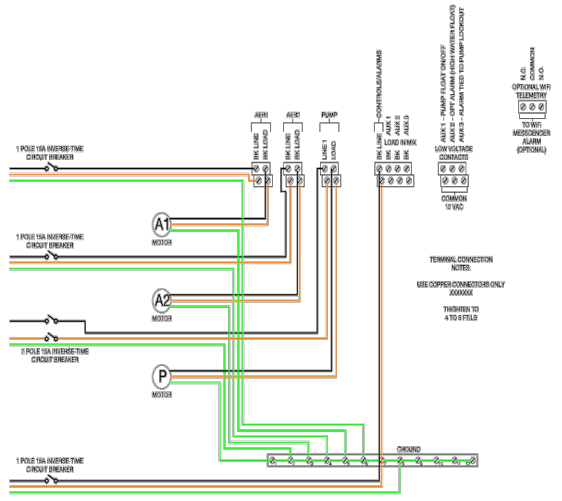 AUX 1 - PUMP FLOAT ON/OFF
AUX 2 - OPT ALARM (HIGH WATER FLOAT)
AUX 3 - ALARM TIED TO PUMP LOCKOUT
N.C.
COMMON
N.O.
OPTIONAL WIFI
TELEMETRY
TO WIFI
MESSCENGER
ALARM
(OPTIONAL)
CONTROLS/ALARMS
AER1
AER2
PUMP
BK LINE
BK LOAD
BK LINE
BK LOAD
LINE 1
LOAD
BK LINE
BK AUX 1
BK AUX 2
BK AUX 3
LOAD IN/MIX
LOW VOLTAGE
CONTACTS
COMMON
12 VAC
1 POLE 15A INVERSE-TIME
CIRCUIT BREAKER
A1
MOTOR
1 POLE 15A INVERSE-TIME
CIRCUIT BREAKER
A2
MOTOR
2 POLE 15A INVERSE-TIME
CIRCUIT BREAKER
P
MOTOR
TERMINAL CONNECTION
NOTES:
USE COPPER CONNECTORS ONLY
XXXXXXX
TIGHTEN TO
4 TO 5 FT/LB
GROUND
1 POLE 15A INVERSE-TIME
CIRCUIT BREAKER